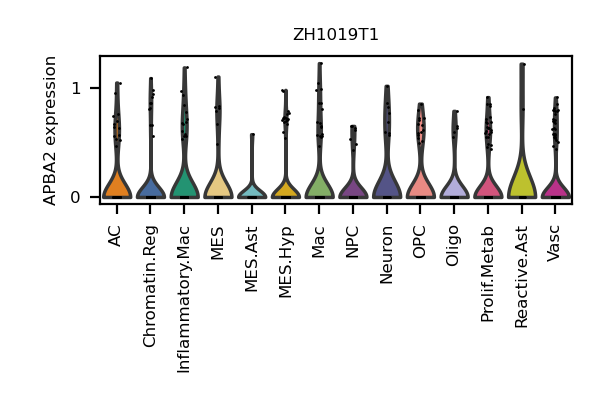 ZH1019T1
APBA2 expression
1
0
AC
Chromatin.Reg
Inflammatory.Mac
MES
MES.Ast
MES.Hyp
Mac
NPC
Neuron
OPC
Oligo
Prolif.Metab
Reactive.Ast
Vasc